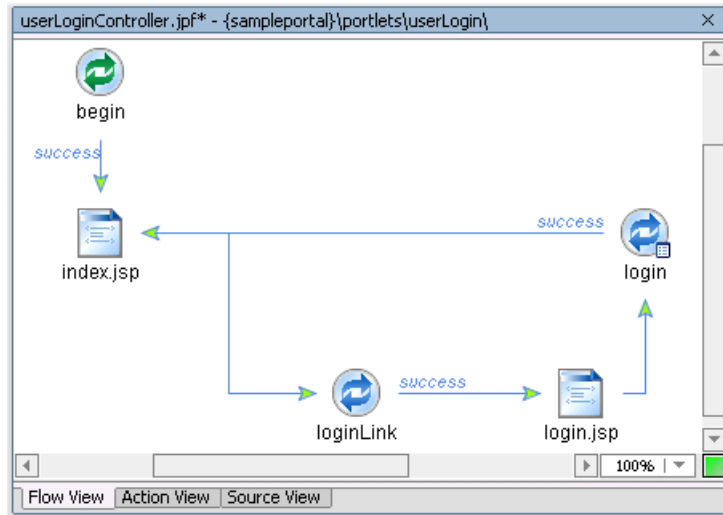 userLoginController.jpf* - {sampleportal}\portlets\userLogin\
begin
success
index.jsp
success
login
loginLink
success
login.jsp
100%
Flow View
Action View
Source View